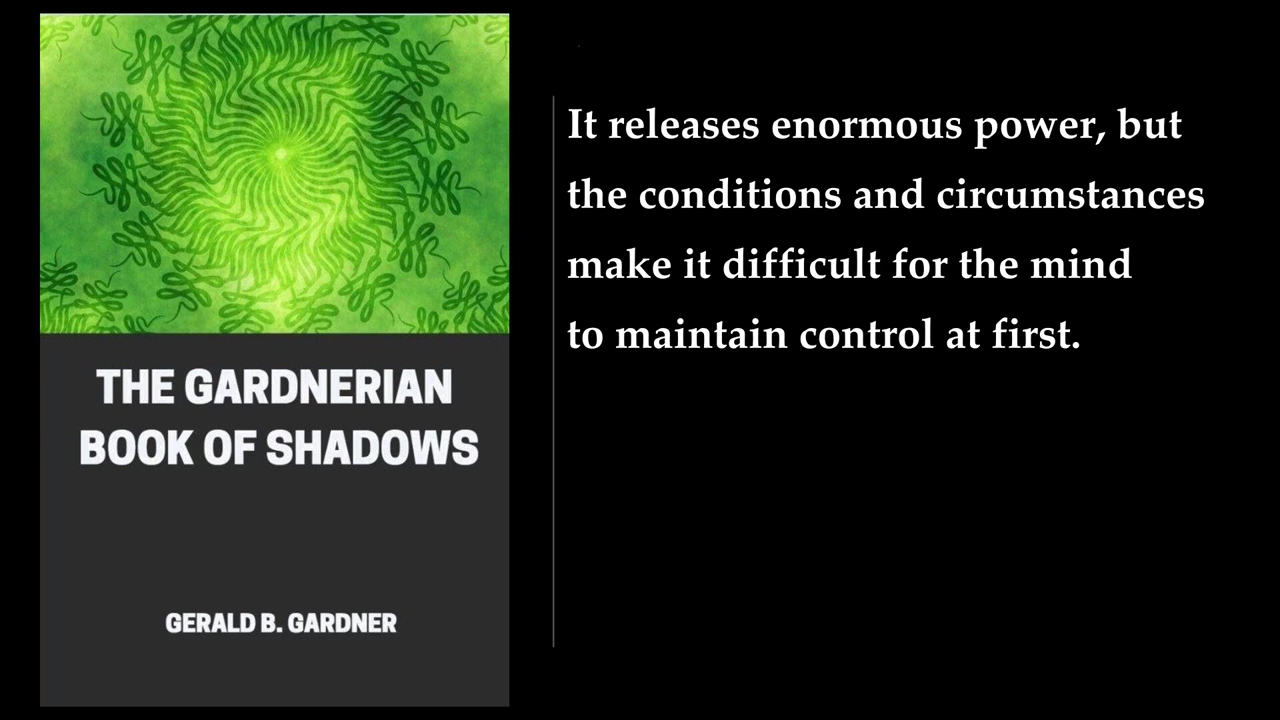 THE GARDNERIAN
BOOK OF SHADOWS
GERALD B. GARDNER
It releases enormous power, but
the conditions and circumstances
make it difficult for the mind
to maintain control at first.